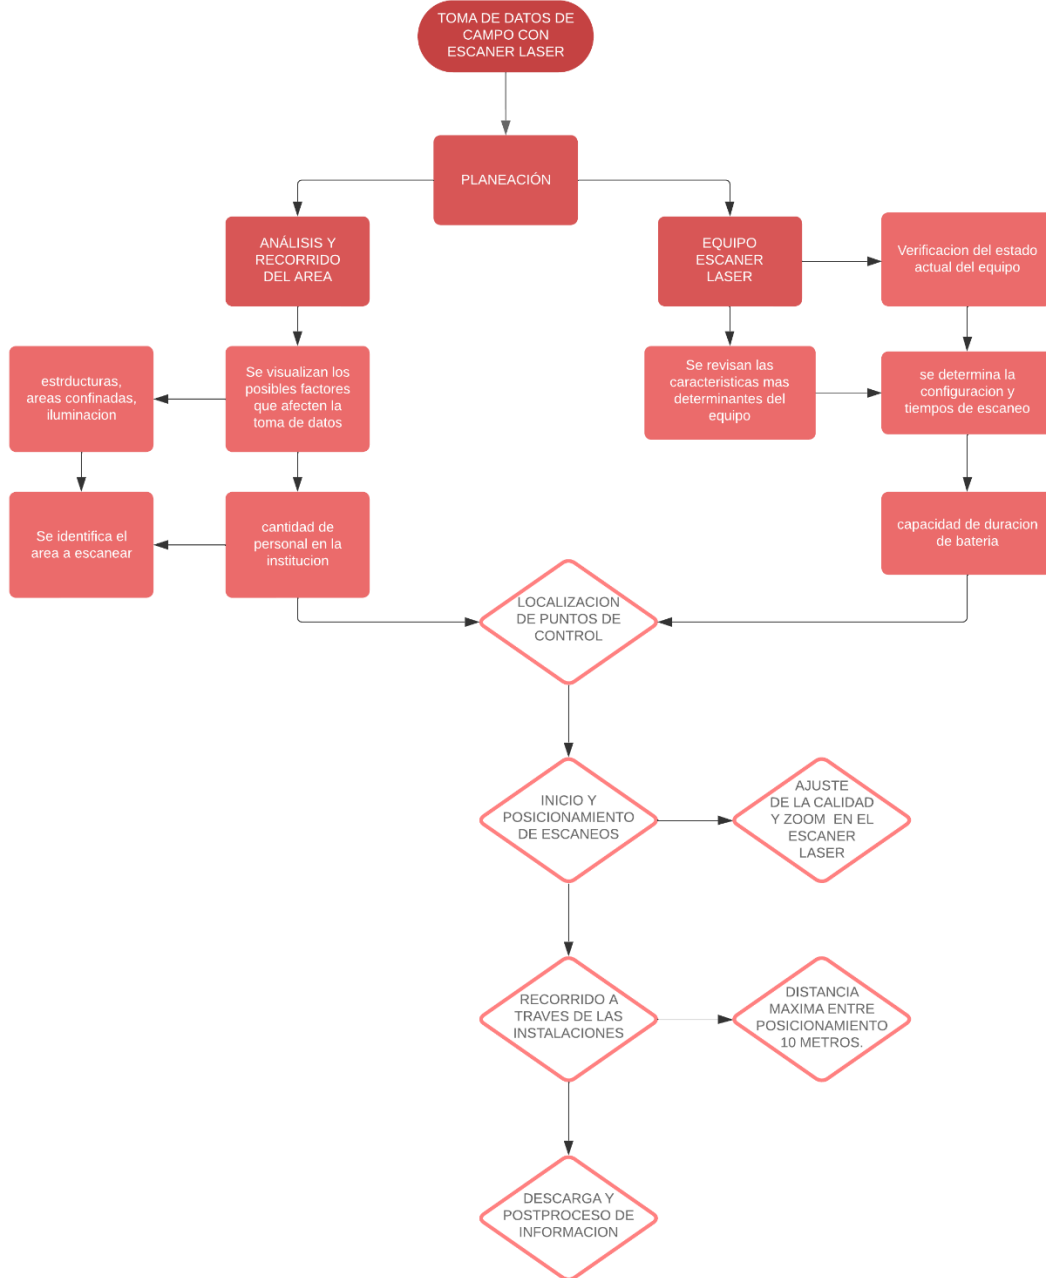 TOMA DE DATOS DE
CAMPO CON
ESCANER LASER
PLANEACIÓN
ANÁLISIS Y
RECORRIDO
DEL AREA
EQUIPO
ESCANER
LASER
Verificacion del estado
actual del equipo
estrducturas,
areas confinadas,
iluminacion
Se visualizan los
posibles factores
que afecten la
toma de datos
Se revisan las
caracteristicas mas
determinantes del
equipo
se determina la
configuracion y
tiempos de escaneo
Se identifica el
area a escanear
cantidad de
personal en la
institucion
capacidad de duracion
de bateria
LOCALIZACION
DE PUNTOS DE
CONTROL
INICIO Y
POSICIONAMIENTO
DE ESCANEOS
AJUSTE
DE LA CALIDAD
Y ZOOM EN EL
ESCANER
LASER
RECORRIDO A
TRAVES DE LAS
INSTALACIONES
DISTANCIA
MAXIMA ENTRE
POSICIONAMIENTO
10 METROS.
DESCARGA Y
POSTPROCESO DE
INFORMACION